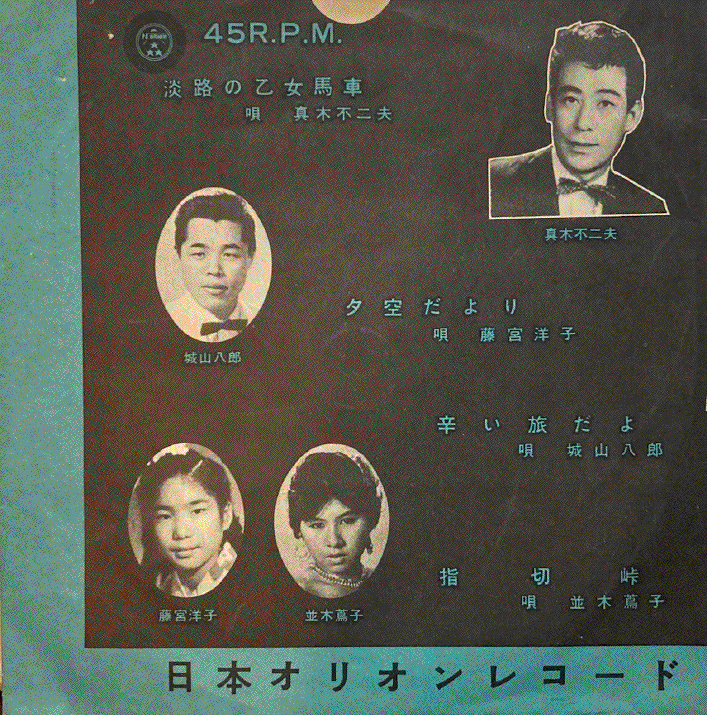 45R.P.M.
淡路の乙女馬車
唄 真木不二夫
真木不二夫
夕空だより
唄 藤宮洋子
城山八郎
辛い旅だよ
唄 城山八郎
指切峠
唄 並木蔦子
藤宮洋子
並木蔦子
日本オリオンレコード